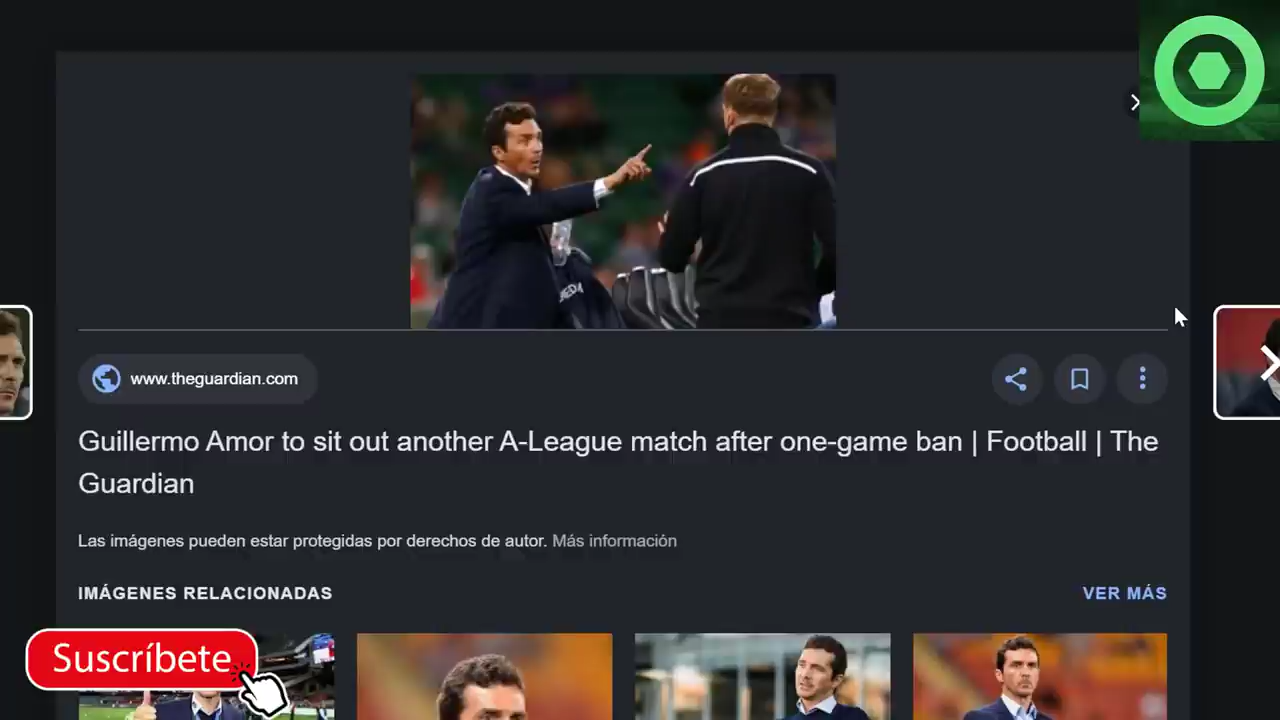 www.theguardian.com
Guillermo Amor to sit out another A-League match after one-game ban | Football | The
Guardian
Las imágenes pueden estar protegidas por derechos de autor. Más información
IMÁGENES RELACIONADAS
VER MÁS
Suscríbete